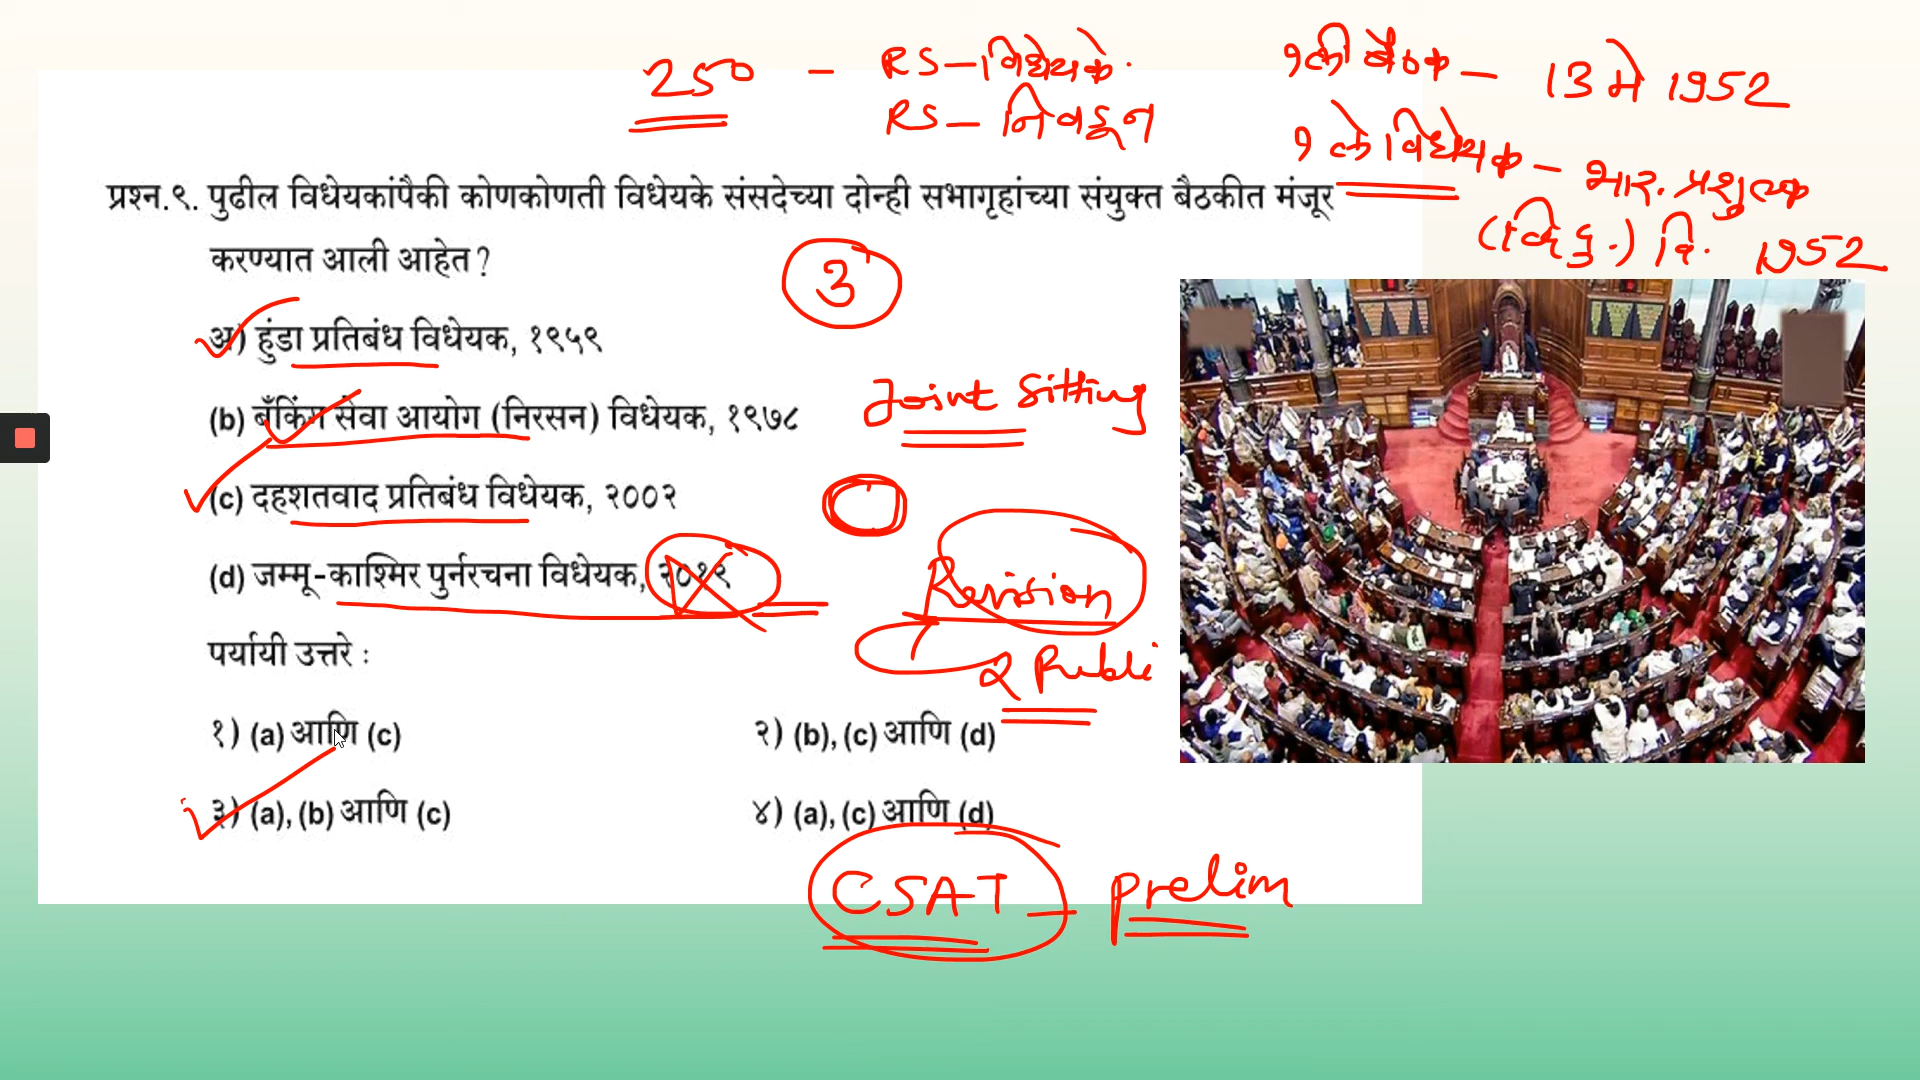 250 – RS – विधेयके.
RS – निवडून
१ली बैठक – 13 मे 1952
१ले विधेयक – भार. प्रशुल्क
(वि दु.) वि. 1952
प्रश्न.९. पुढील विधेयकांपैकी कोणकोणती विधेयके संसदेच्या दोन्ही सभागृहांच्या संयुक्त बैठकीत मंजूर
करण्यात आली आहेत ?
3
अ) हुंडा प्रतिबंध विधेयक, १९५९
(b) बँकिंग सेवा आयोग (निरसन) विधेयक, १९७८
Joint Sitting
(c) दहशतवाद प्रतिबंध विधेयक, २००२
(d) जम्मू-काश्मिर पुर्नरचना विधेयक, २०१९
Revision
पर्यायी उत्तरे :
2 Publi
१) (a) आणि (c)
२) (b), (c) आणि (d)
३) (a), (b) आणि (c)
४) (a), (c) आणि (d)
CSAT – prelim